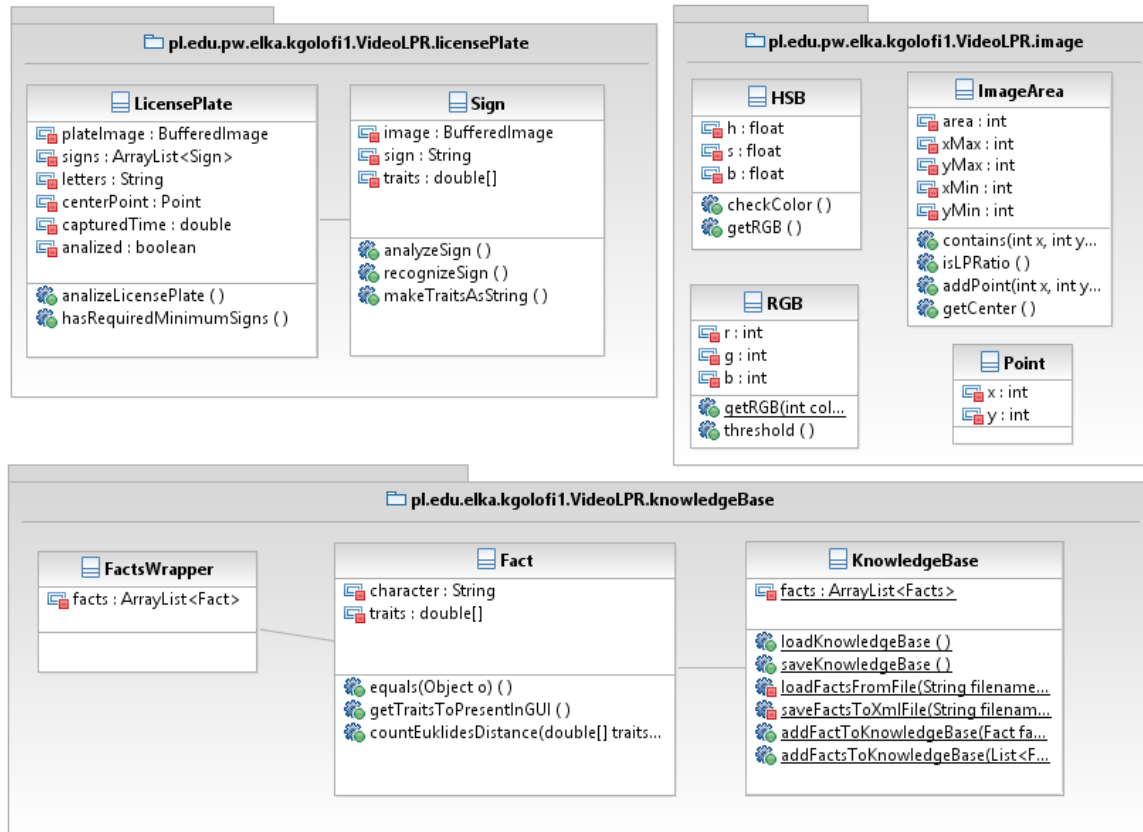 pl.edu.pw.elka.kgolofi1.VideoLPR.licensePlate
LicensePlate
plateImage : BufferedImage
signs : ArrayList<Sign>
letters : String
centerPoint : Point
capturedTime : double
analized : boolean
analizeLicensePlate ( )
hasRequiredMinimumSigns ( )
Sign
image : BufferedImage
sign : String
traits : double[]
analyzeSign ( )
recognizeSign ( )
makeTraitsAsString ( )
pl.edu.pw.elka.kgolofi1.VideoLPR.image
HSB
h : float
s : float
b : float
checkColor ( )
getRGB ( )
ImageArea
area : int
xMax : int
yMax : int
xMin : int
yMin : int
contains(int x, int y...
isLPRatio ( )
addPoint(int x, int y...
getCenter ( )
RGB
r : int
g : int
b : int
getRGB(int col...
threshold ( )
Point
x : int
y : int
pl.edu.elka.kgolofi1.VideoLPR.knowledgeBase
FactsWrapper
facts : ArrayList<Fact>
Fact
character : String
traits : double[]
equals(Object o) ( )
getTraitsToPresentInGUI ( )
countEuklidesDistance(double[] traits...
KnowledgeBase
facts : ArrayList<Facts>
loadKnowledgeBase ( )
saveKnowledgeBase ( )
loadFactsFromFile(String filename...
saveFactsToXmlFile(String filenam...
addFactToKnowledgeBase(Fact fa...
addFactsToKnowledgeBase(List<F...